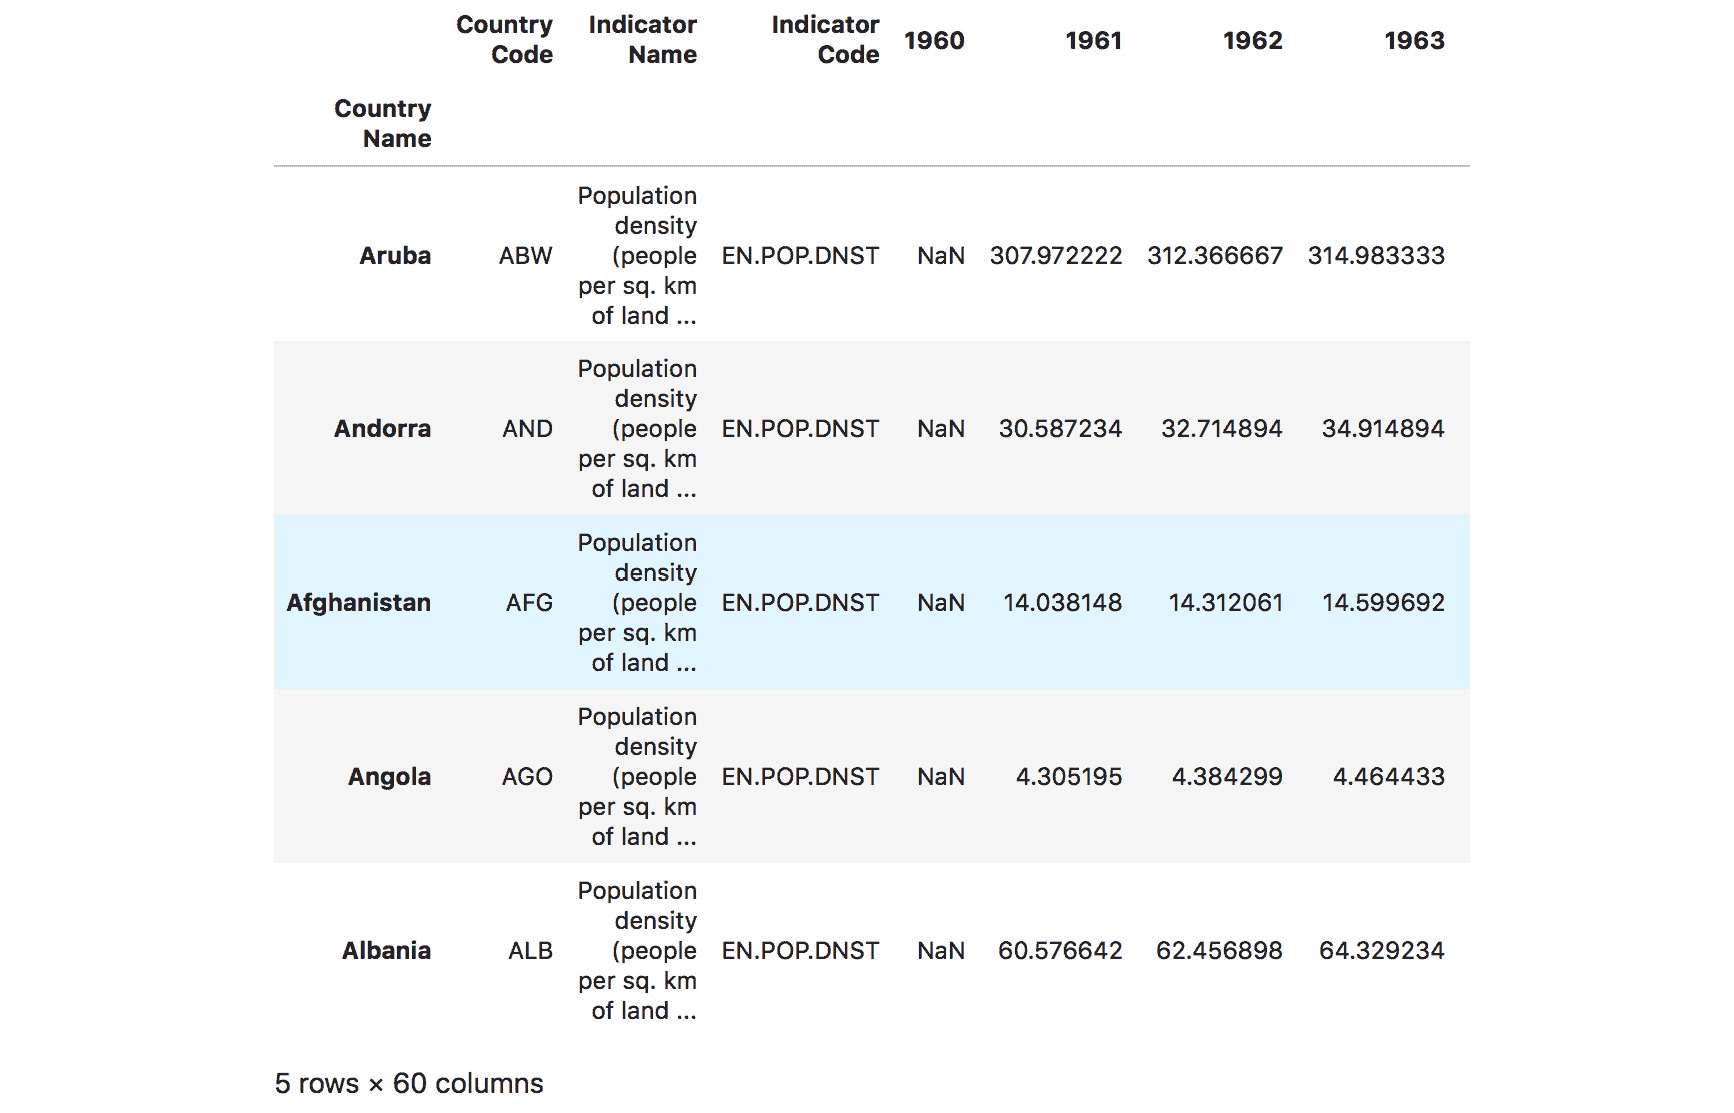 Country Code Indicator Name Indicator Code 1960 1961 1962 1963
Country Name
Aruba ABW Population density (people per sq. km of land ... EN.POP.DNST NaN 307.972222 312.366667 314.983333
Andorra AND Population density (people per sq. km of land ... EN.POP.DNST NaN 30.587234 32.714894 34.914894
Afghanistan AFG Population density (people per sq. km of land ... EN.POP.DNST NaN 14.038148 14.312061 14.599692
Angola AGO Population density (people per sq. km of land ... EN.POP.DNST NaN 4.305195 4.384299 4.464433
Albania ALB Population density (people per sq. km of land ... EN.POP.DNST NaN 60.576642 62.456898 64.329234
5 rows × 60 columns